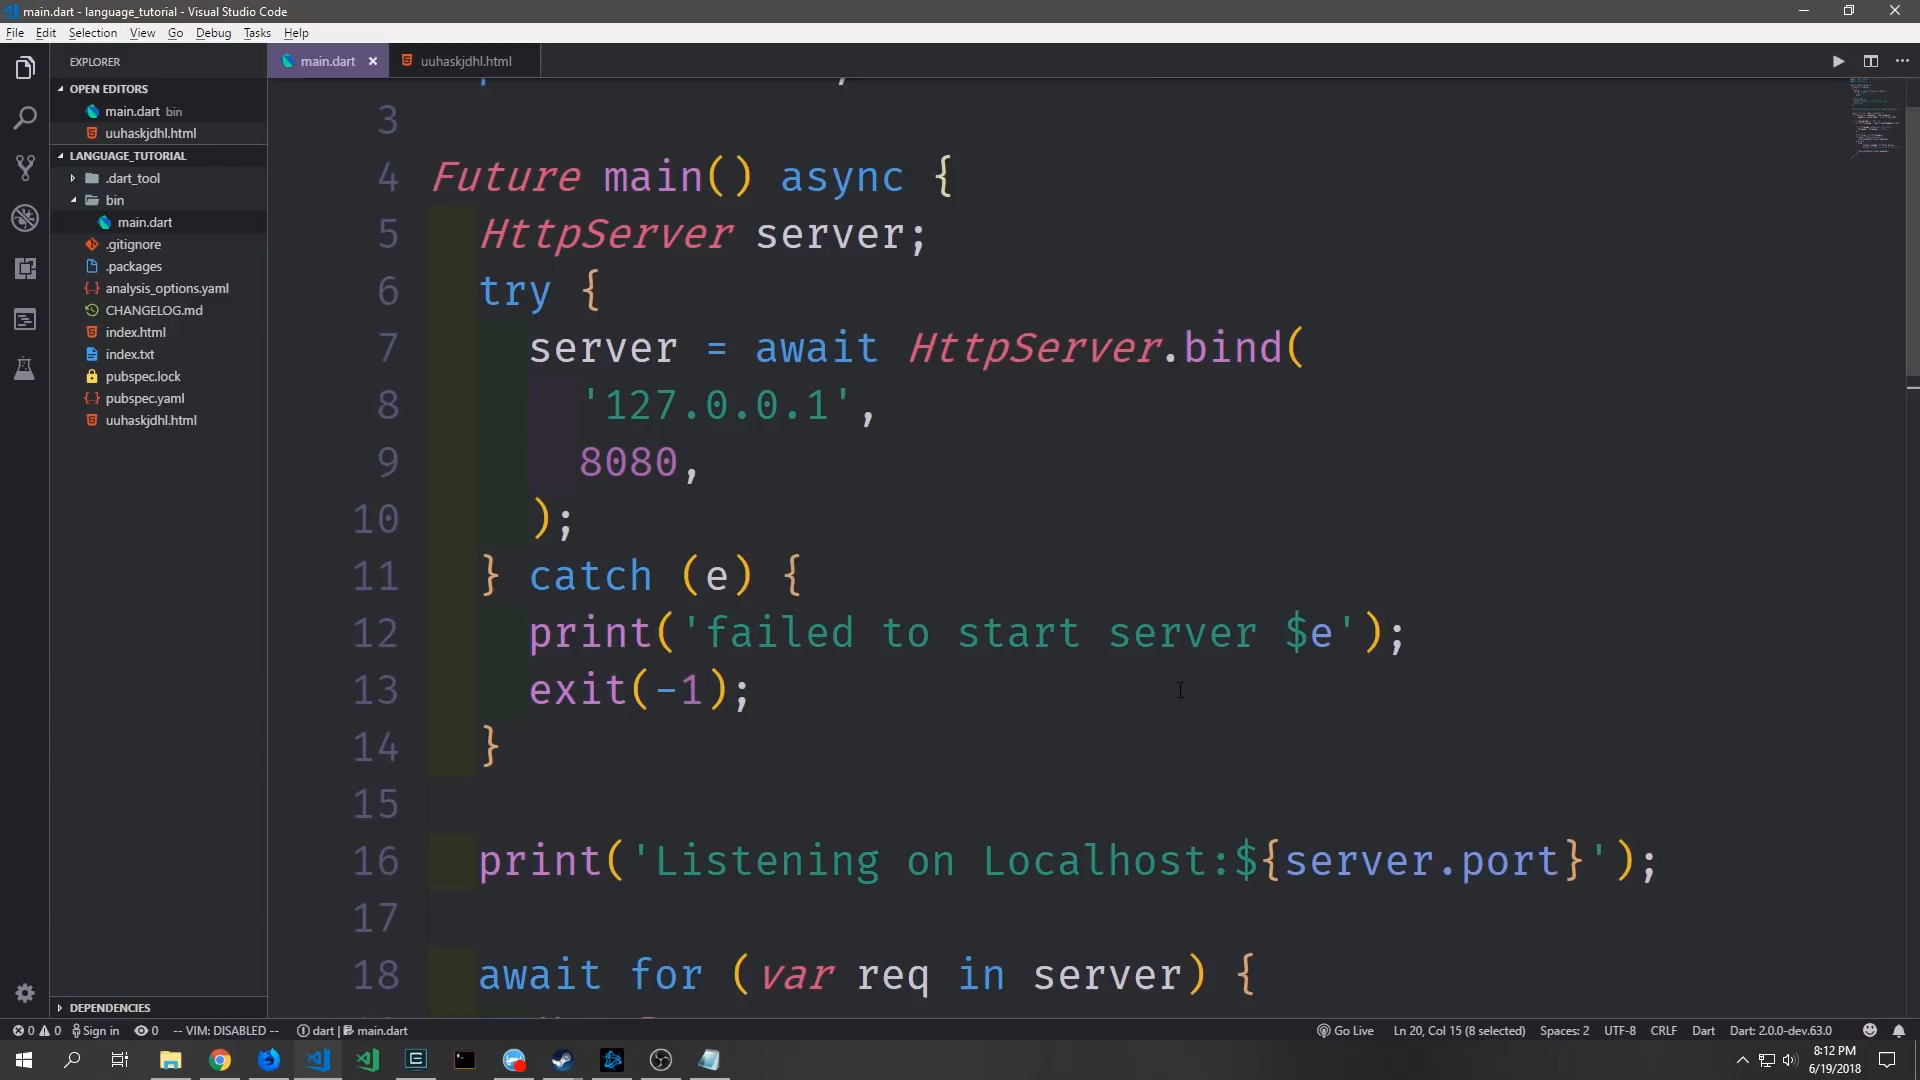 main.dart - language_tutorial - Visual Studio Code
File Edit Selection View Go Debug Tasks Help
EXPLORER
OPEN EDITORS
main.dart bin
uuhaskjdhl.html
LANGUAGE_TUTORIAL
.dart_tool
bin
main.dart
.gitignore
.packages
analysis_options.yaml
CHANGELOG.md
index.html
index.txt
pubspec.lock
pubspec.yaml
uuhaskjdhl.html
DEPENDENCIES
main.dart uuhaskjdhl.html
3
4 Future main() async {
5 HttpServer server;
6 try {
7 server = await HttpServer.bind(
8 '127.0.0.1',
9 8080,
10 );
11 } catch (e) {
12 print('failed to start server $e');
13 exit(-1);
14 }
15
16 print('Listening on Localhost:${server.port}');
17
18 await for (var req in server) {
0 0 Sign in 0 -- VIM: DISABLED -- dart | main.dart Go Live Ln 20, Col 15 (8 selected) Spaces: 2 UTF-8 CRLF Dart Dart: 2.0.0-dev.63.0
8:12 PM
6/19/2018